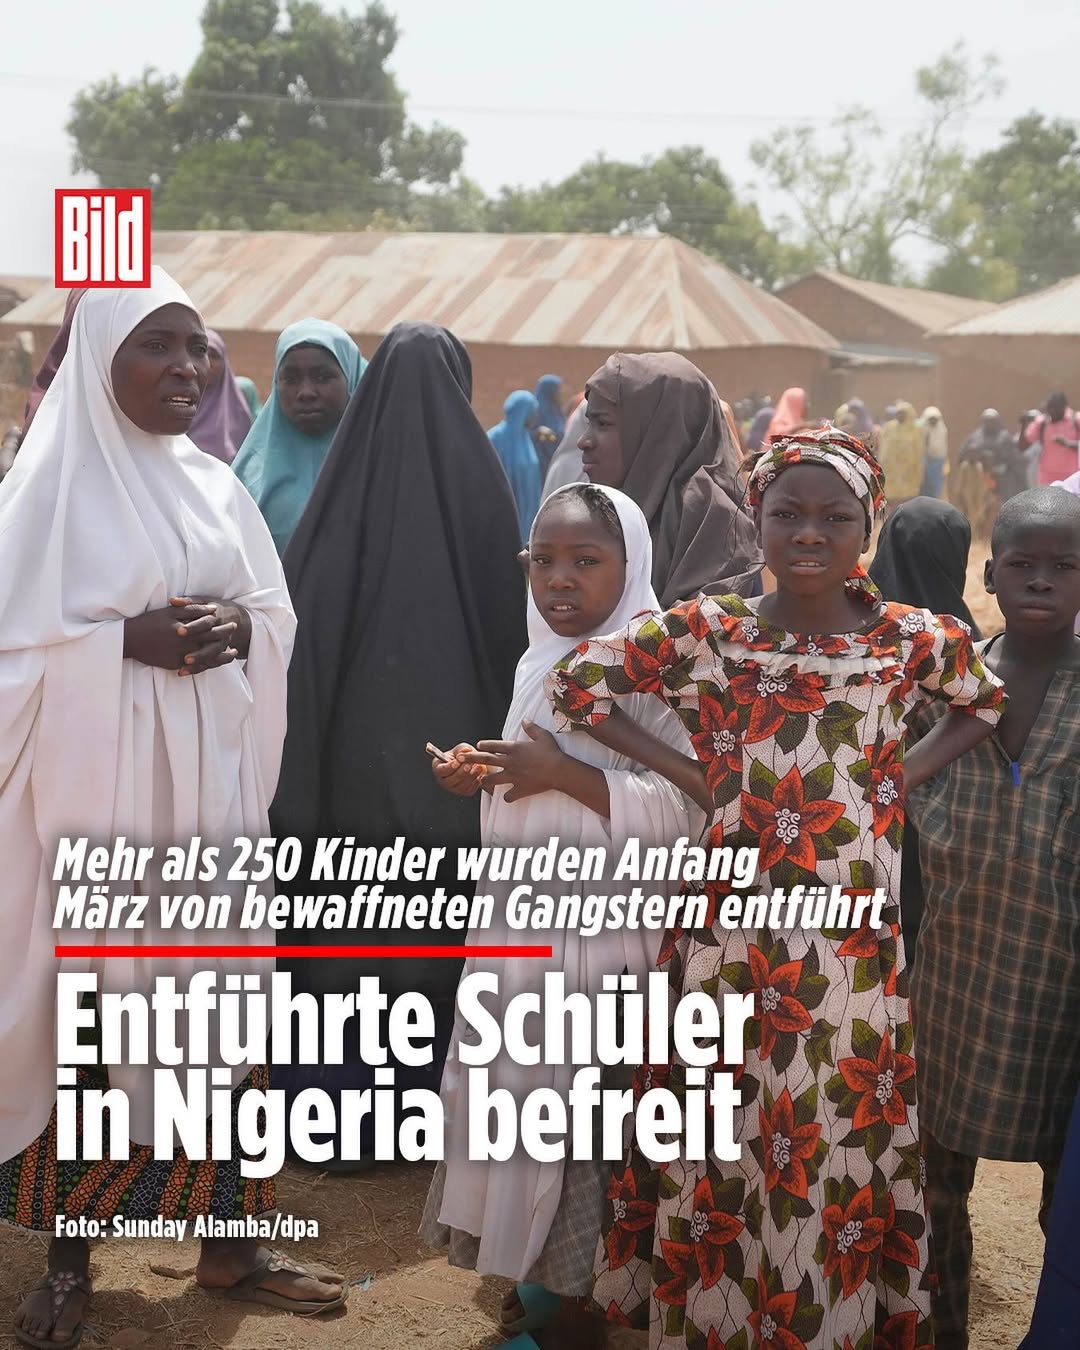 Bild
Mehr als 250 Kinder wurden Anfang
März von bewaffneten Gangstern entführt
Entführte Schüler
in Nigeria befreit
Foto: Sunday Alamba/dpa